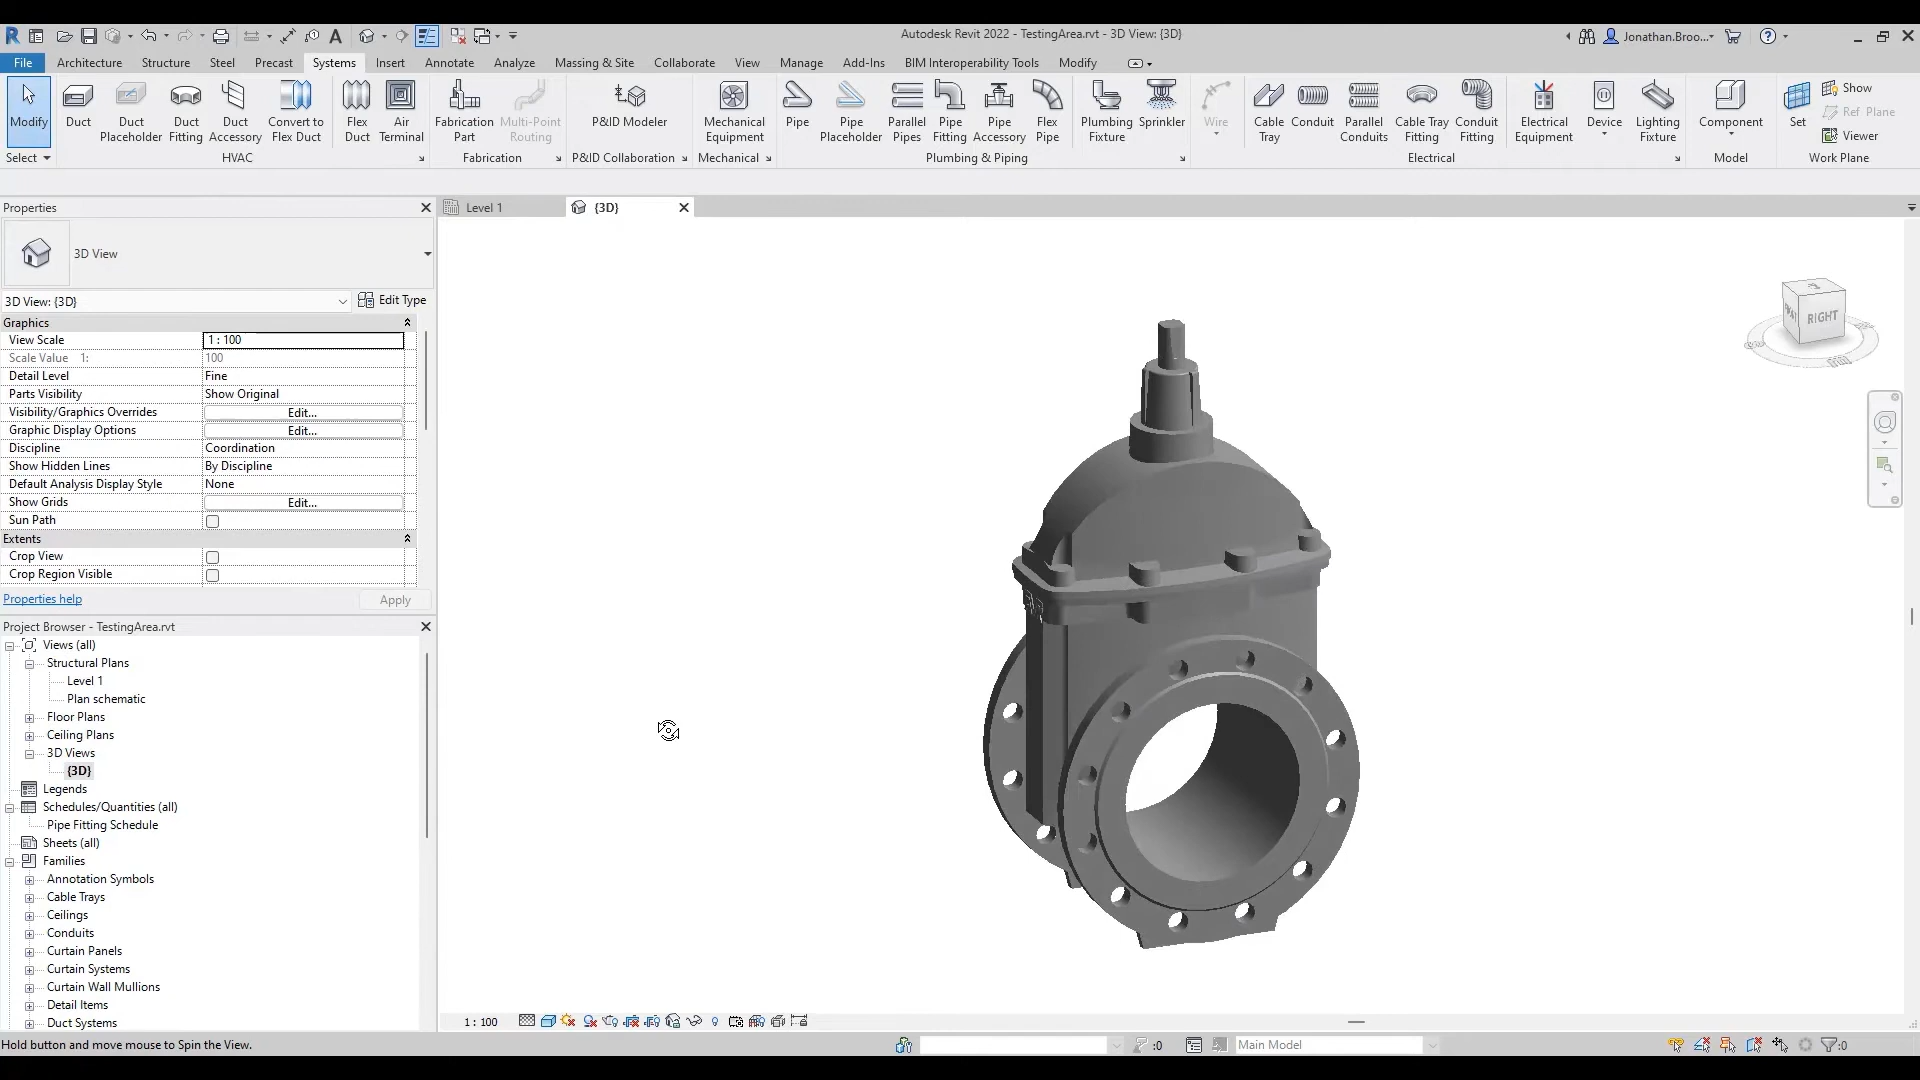 Autodesk Revit 2022 - TestingArea.rvt - 3D View: {3D}
Jonathan.Broo...
File Architecture Structure Steel Precast Systems Insert Annotate Analyze Massing & Site Collaborate View Manage Add-Ins BIM Interoperability Tools Modify
Modify
Duct
Duct Placeholder
Duct Fitting
Duct Accessory
Convert to Flex Duct
Flex Duct
Air Terminal
Fabrication Part
Multi-Point Routing
P&ID Modeler
Mechanical Equipment
Pipe
Pipe Placeholder
Parallel Pipes
Pipe Fitting
Pipe Accessory
Flex Pipe
Plumbing Fixture
Sprinkler
Wire
Cable Tray
Conduit
Parallel Conduits
Cable Tray Fitting
Conduit Fitting
Electrical Equipment
Device
Lighting Fixture
Component
Set
Show
Ref Plane
Viewer
Select HVAC Fabrication P&ID Collaboration Mechanical Plumbing & Piping Electrical Model Work Plane
Properties
Level 1
{3D}
3D View
3D View: {3D} Edit Type
Graphics
View Scale 1 : 100
Scale Value 1: 100
Detail Level Fine
Parts Visibility Show Original
Visibility/Graphics Overrides Edit...
Graphic Display Options Edit...
Discipline Coordination
Show Hidden Lines By Discipline
Default Analysis Display Style None
Show Grids Edit...
Sun Path
Extents
Crop View
Crop Region Visible
Properties help Apply
RIGHT
Project Browser - TestingArea.rvt
Views (all)
Structural Plans
Level 1
Plan schematic
Floor Plans
Ceiling Plans
3D Views
{3D}
Legends
Schedules/Quantities (all)
Pipe Fitting Schedule
Sheets (all)
Families
Annotation Symbols
Cable Trays
Ceilings
Conduits
Curtain Panels
Curtain Systems
Curtain Wall Mullions
Detail Items
Duct Systems
1 : 100
Hold button and move mouse to Spin the View.
:0
Main Model
:0